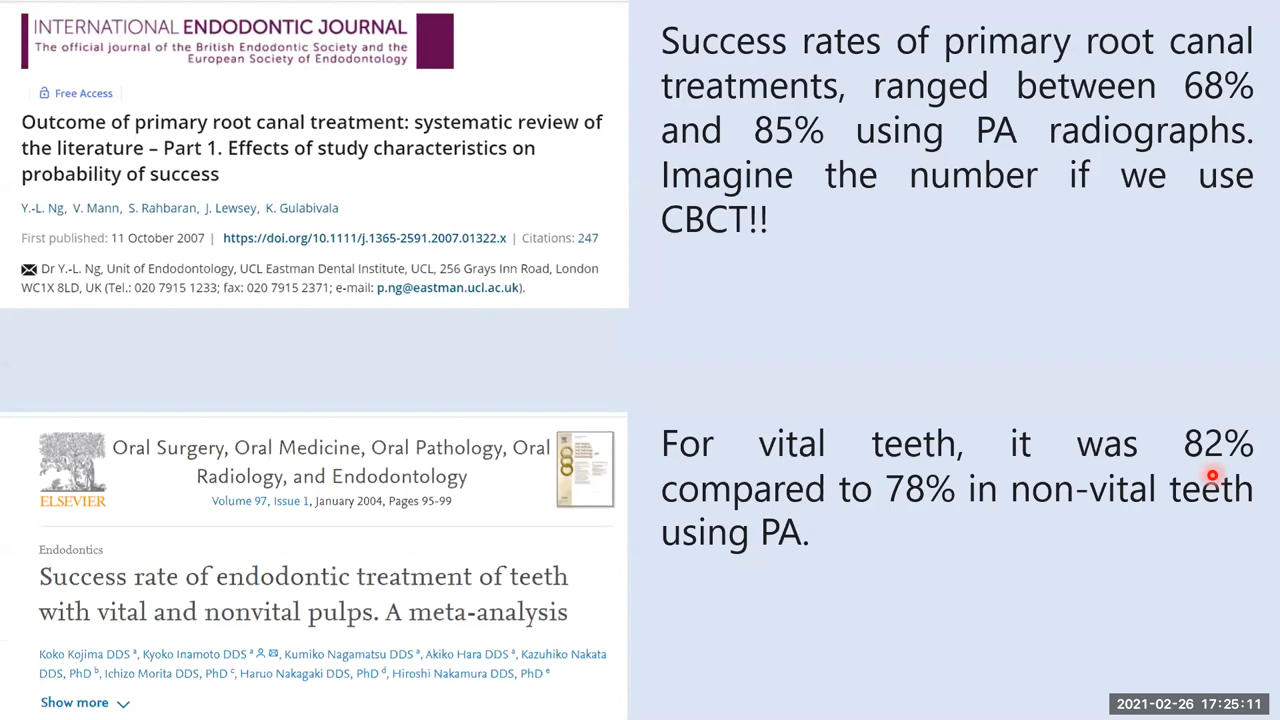 INTERNATIONAL ENDODONTIC JOURNAL
The official journal of the British Endodontic Society and the
European Society of Endodontology
Free Access
Outcome of primary root canal treatment: systematic review of
the literature – Part 1. Effects of study characteristics on
probability of success
Y.-L. Ng, V. Mann, S. Rahbaran, J. Lewsey, K. Gulabivala
First published: 11 October 2007 | https://doi.org/10.1111/j.1365-2591.2007.01322.x | Citations: 247
Dr Y.-L. Ng, Unit of Endodontology, UCL Eastman Dental Institute, UCL, 256 Grays Inn Road, London
WC1X 8LD, UK (Tel.: 020 7915 1233; fax: 020 7915 2371; e-mail: p.ng@eastman.ucl.ac.uk).
Success rates of primary root canal
treatments, ranged between 68%
and 85% using PA radiographs.
Imagine the number if we use
CBCT!!
ELSEVIER
Oral Surgery, Oral Medicine, Oral Pathology, Oral
Radiology, and Endodontology
Volume 97, Issue 1, January 2004, Pages 95-99
Endodontics
Success rate of endodontic treatment of teeth
with vital and nonvital pulps. A meta-analysis
Koko Kojima DDS a, Kyoko Inamoto DDS a, Kumiko Nagamatsu DDS a, Akiko Hara DDS a, Kazuhiko Nakata
DDS, PhD b, Ichizo Morita DDS, PhD c, Haruo Nakagaki DDS, PhD d, Hiroshi Nakamura DDS, PhD e
Show more
For vital teeth, it was 82%
compared to 78% in non-vital teeth
using PA.
2021-02-26 17:25:11